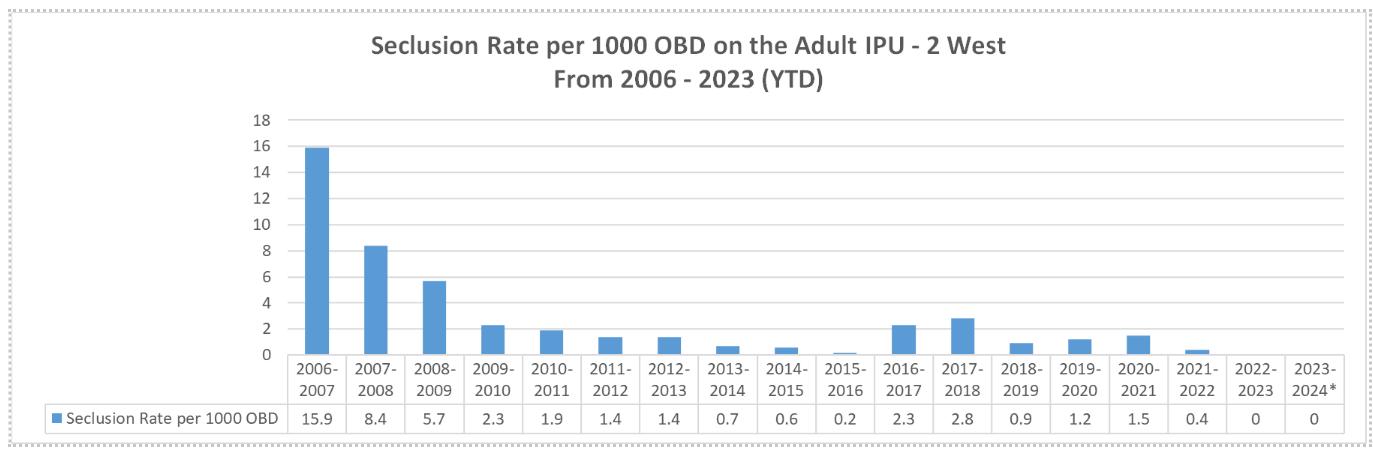 Seclusion Rate per 1000 OBD on the Adult IPU - 2 West
From 2006 - 2023 (YTD)
18
16
14
12
10
8
6
4
2
0
2006- 2007- 2008- 2009- 2010- 2011- 2012- 2013- 2014- 2015- 2016- 2017- 2018- 2019- 2020- 2021- 2022- 2023-
2007 2008 2009 2010 2011 2012 2013 2014 2015 2016 2017 2018 2019 2020 2021 2022 2023 2024*
Seclusion Rate per 1000 OBD 15.9 8.4 5.7 2.3 1.9 1.4 1.4 0.7 0.6 0.2 2.3 2.8 0.9 1.2 1.5 0.4 0 0